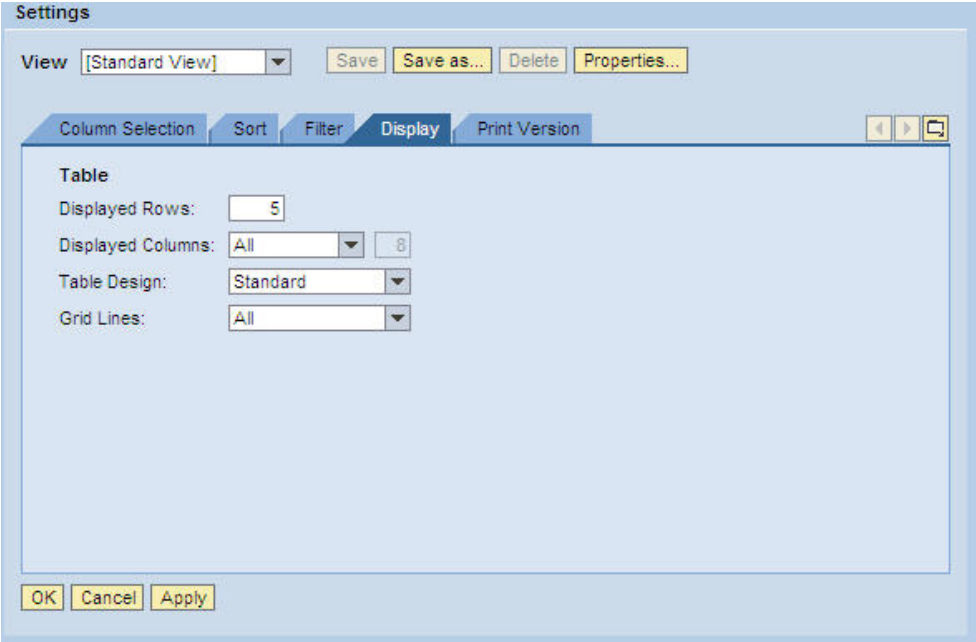 Settings
View [Standard View] Save Save as... Delete Properties...
Column Selection Sort Filter Display Print Version
Table
Displayed Rows: 5
Displayed Columns: All 8
Table Design: Standard
Grid Lines: All
OK Cancel Apply